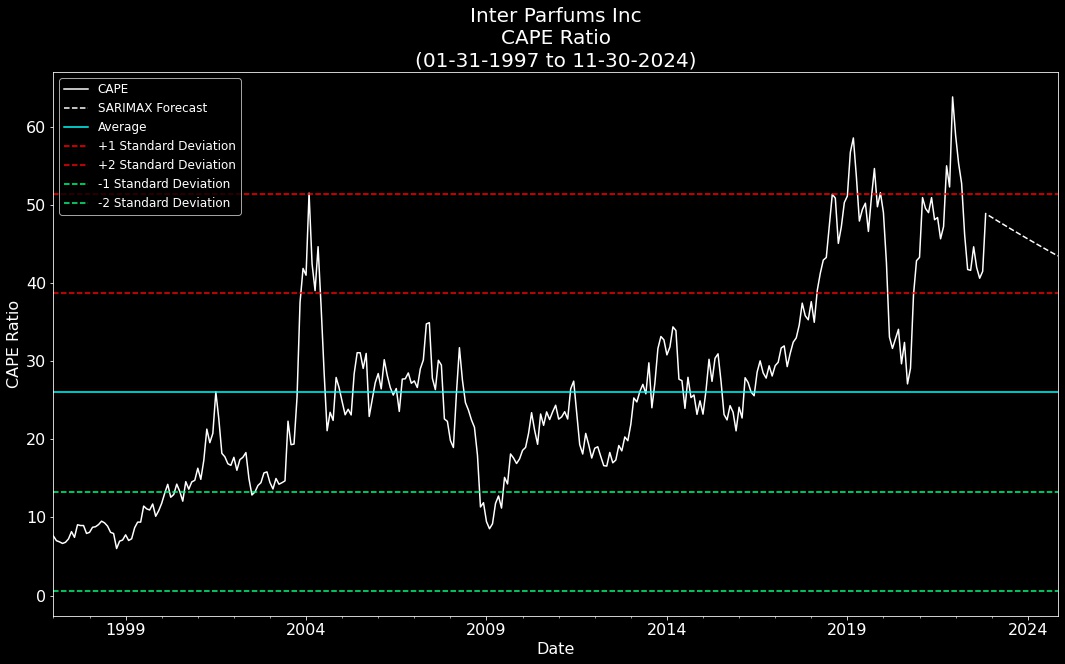 Inter Parfums Inc
CAPE Ratio
(01-31-1997 to 11-30-2024)
CAPE
SARIMAX Forecast
Average
+1 Standard Deviation
+2 Standard Deviation
-1 Standard Deviation
-2 Standard Deviation
60
50
40
30
20
10
0
CAPE Ratio
1999
2004
2009
2014
2019
2024
Date